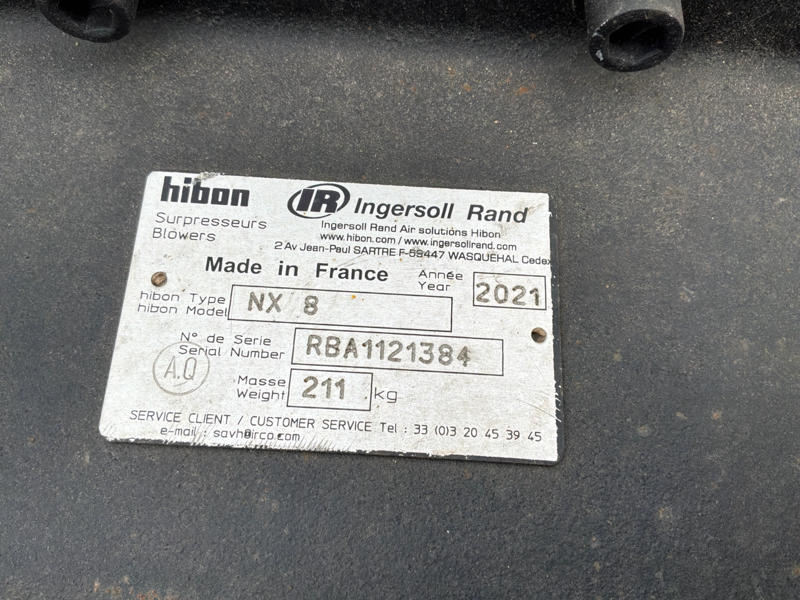 hibon
IR Ingersoll Rand
Surpresseurs
Blowers
Ingersoll Rand Air solutions Hibon
www.hibon.com / www.ingersollrand.com
2 Av Jean-Paul SARTRE F-59447 WASQUEHAL Cedex
Made in France
Année
Year
2021
hibon Type
hibon Model
NX 8
N° de Serie
Serial Number
RBA1121384
A.Q
Masse
Weight
211 kg
SERVICE CLIENT / CUSTOMER SERVICE Tel : 33 (0)3 20 45 39 45
e-mail : savh@irco.com